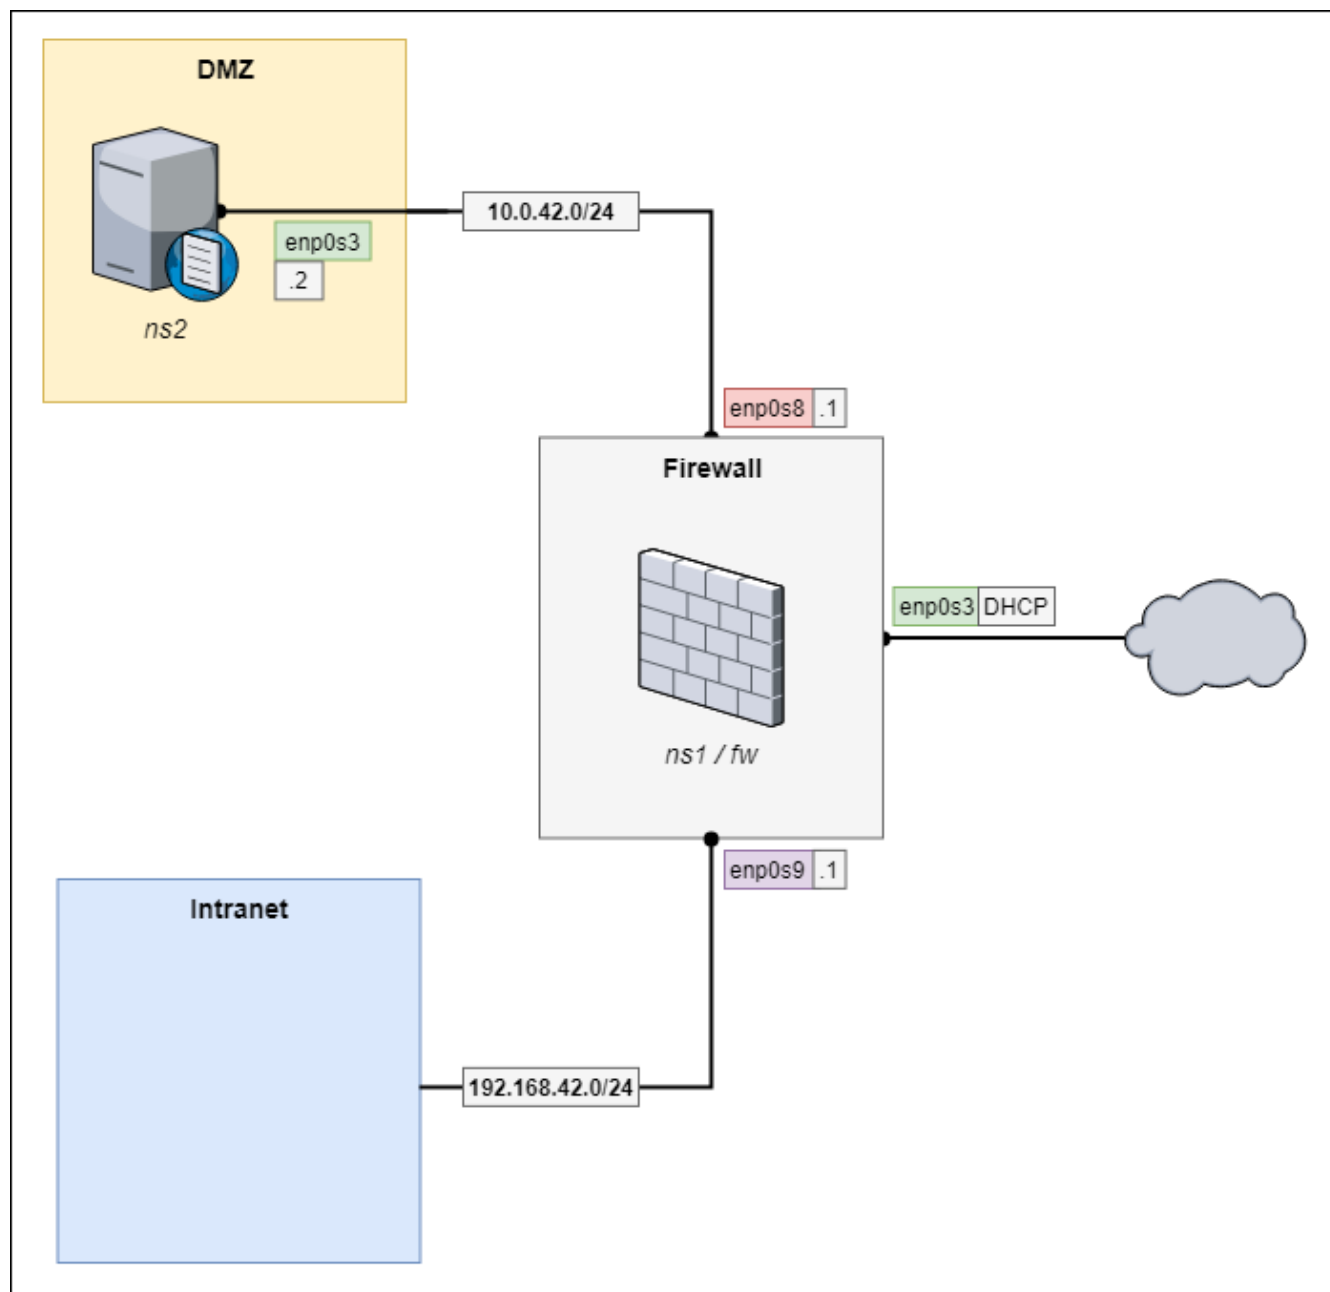 DMZ
10.0.42.0/24
enp0s3
.2
ns2
enp0s8 .1
Firewall
enp0s3 DHCP
ns1 / fw
enp0s9 .1
Intranet
192.168.42.0/24